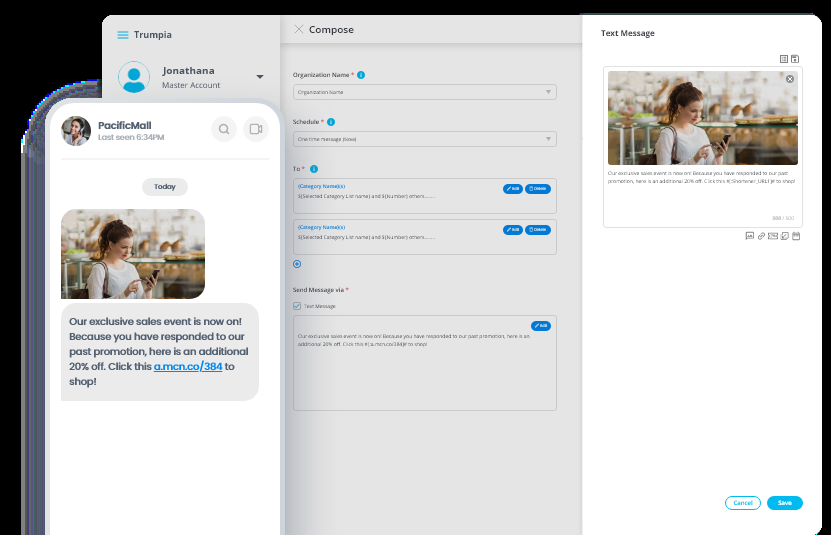 Trumpia
Jonathana
Master Account
PacificMall
Last seen 6:34PM
Today
Our exclusive sales event is now on!
Because you have responded to our
past promotion, here is an additional
20% off. Click this a.mcn.co/384 to
shop!
Compose
Organization Name *
Organization Name
Schedule *
One time message (Now)
To *
{Category Name(s)}
Edit
Delete
${Selected Category List name} and ${Number} others........
{Category Name(s)}
Edit
Delete
${Selected Category List name} and ${Number} others........
Send Message via *
Text Message
Edit
Our exclusive sales event is now on! Because you have responded to our past promotion, here is an
additional 20% off. Click this #[a.mcn.co/384]# to shop!
Text Message
Our exclusive sales event is now on! Because you have responded to our past
promotion, here is an additional 20% off. Click this #[Shortener_URL1]# to shop!
Cancel
Save